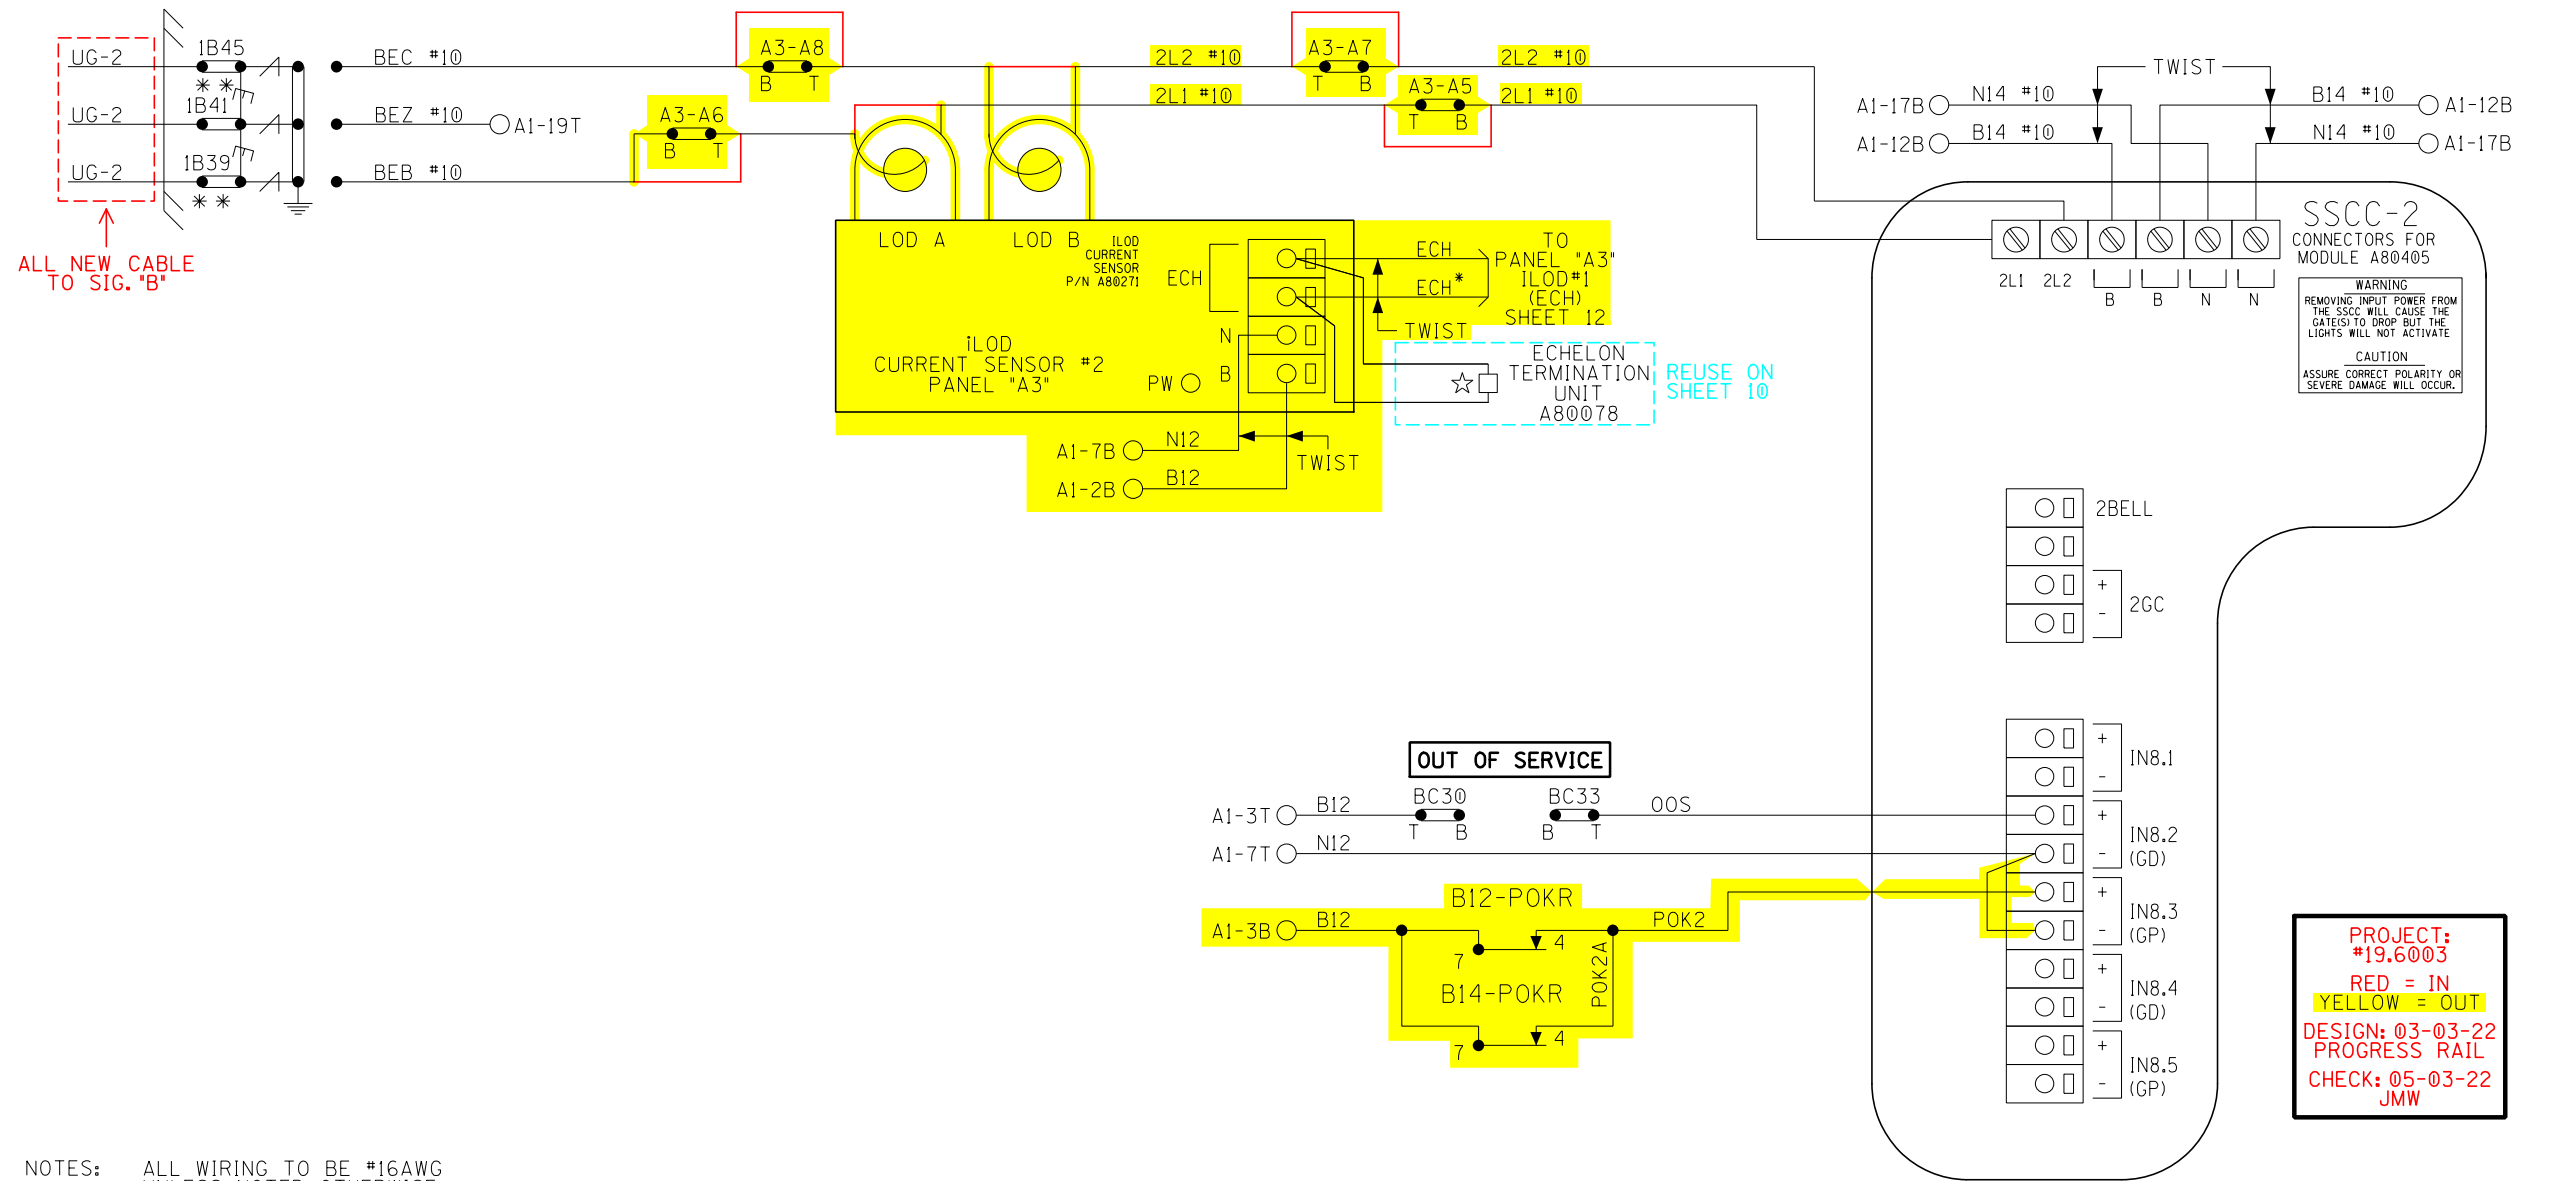 UG-2
1B45
BEC #10
A3-A8
B T
2L2 #10
A3-A7
T B
2L2 #10
* *
UG-2
1B41
BEZ #10
A1-19T
A3-A6
B T
2L1 #10
A3-A5
T B
2L1 #10
UG-2
1B39
BEB #10
* *
ALL NEW CABLE
TO SIG. "B"
TWIST
A1-17B
N14 #10
B14 #10
A1-12B
A1-12B
B14 #10
N14 #10
A1-17B
SSCC-2
CONNECTORS FOR
MODULE A80405
2L1 2L2 B B N N
WARNING
REMOVING INPUT POWER FROM
THE SSCC WILL CAUSE THE
GATE(S) TO DROP BUT THE
LIGHTS WILL NOT ACTIVATE
CAUTION
ASSURE CORRECT POLARITY OR
SEVERE DAMAGE WILL OCCUR.
LOD A
LOD B
ILOD
CURRENT
SENSOR
P/N A80271
ECH
ECH
ECH*
TO
PANEL "A3"
ILOD#1
(ECH)
SHEET 12
TWIST
iLOD
CURRENT SENSOR #2
PANEL "A3"
PW
N
B
ECHELON
TERMINATION
UNIT
A80078
REUSE ON
SHEET 10
A1-7B
N12
TWIST
A1-2B
B12
2BELL
+
-
2GC
+
-
IN8.1
OUT OF SERVICE
A1-3T
B12
BC30
T B
BC33
B T
OOS
+
-
IN8.2
(GD)
A1-7T
N12
B12-POKR
A1-3B
B12
7
4
POK2
POK2A
+
-
IN8.3
(GP)
B14-POKR
7
4
+
-
IN8.4
(GD)
+
-
IN8.5
(GP)
PROJECT:
#19.6003
RED = IN
YELLOW = OUT
DESIGN: 03-03-22
PROGRESS RAIL
CHECK: 05-03-22
JMW
NOTES: ALL WIRING TO BE #16AWG
UNLESS NOTED OTHERWISE